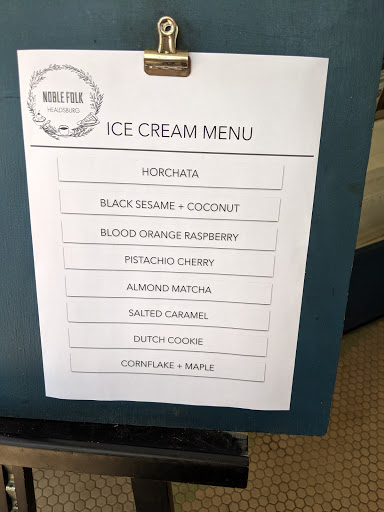 NOBLE FOLK
HEALDSBURG
ICE CREAM MENU
HORCHATA
BLACK SESAME + COCONUT
BLOOD ORANGE RASPBERRY
PISTACHIO CHERRY
ALMOND MATCHA
SALTED CARAMEL
DUTCH COOKIE
CORNFLAKE + MAPLE